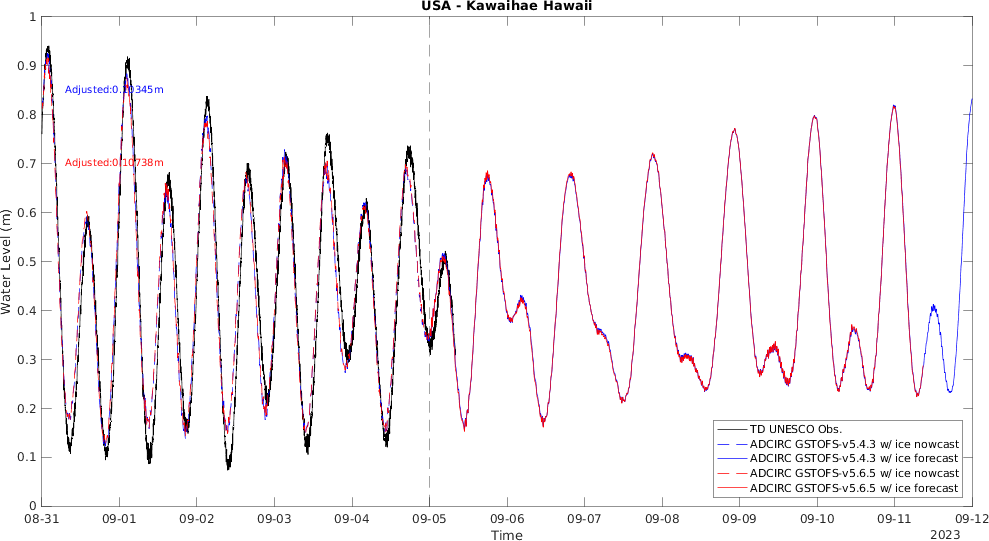 USA - Kawaihae Hawaii
Water Level (m)
1
0.9
0.8
0.7
0.6
0.5
0.4
0.3
0.2
0.1
0
Adjusted:0.10738m
TD UNESCO Obs.
ADCIRC GSTOFS-v5.4.3 w/ ice nowcast
ADCIRC GSTOFS-v5.4.3 w/ ice forecast
ADCIRC GSTOFS-v5.6.5 w/ ice nowcast
ADCIRC GSTOFS-v5.6.5 w/ ice forecast
08-31 09-01 09-02 09-03 09-04 09-05 09-06 09-07 09-08 09-09 09-10 09-11 09-12
Time
2023